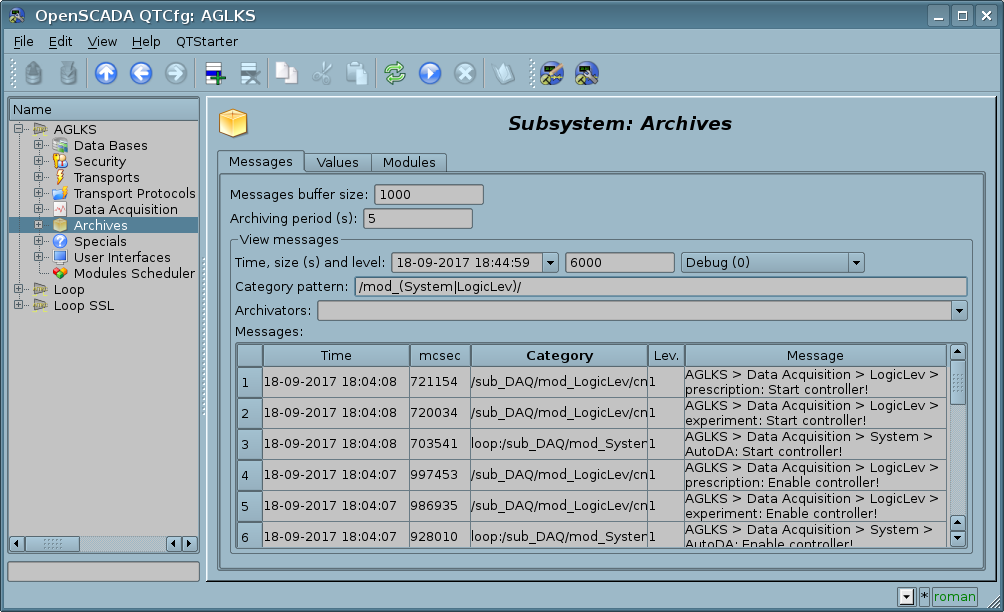 OpenSCADA QTCfg: AGLKS
File Edit View Help QTStarter
Name
AGLKS
Data Bases
Security
Transports
Transport Protocols
Data Acquisition
Archives
Specials
User Interfaces
Modules Scheduler
Loop
Loop SSL
Subsystem: Archives
Messages Values Modules
Messages buffer size: 1000
Archiving period (s): 5
View messages
Time, size (s) and level: 18-09-2017 18:44:59 6000 Debug (0)
Category pattern: /mod_(System|LogicLev)/
Archivators:
Messages:
Time mcsec Category Lev. Message
1 18-09-2017 18:04:08 721154 /sub_DAQ/mod_LogicLev/cn 1 AGLKS > Data Acquisition > LogicLev >
prescription: Start controller!
2 18-09-2017 18:04:08 720034 /sub_DAQ/mod_LogicLev/cn 1 AGLKS > Data Acquisition > LogicLev >
experiment: Start controller!
3 18-09-2017 18:04:08 703541 loop:/sub_DAQ/mod_System 1 AGLKS > Data Acquisition > System >
AutoDA: Start controller!
4 18-09-2017 18:04:07 997453 /sub_DAQ/mod_LogicLev/cn 1 AGLKS > Data Acquisition > LogicLev >
prescription: Enable controller!
5 18-09-2017 18:04:07 986935 /sub_DAQ/mod_LogicLev/cn 1 AGLKS > Data Acquisition > LogicLev >
experiment: Enable controller!
6 18-09-2017 18:04:07 928010 loop:/sub_DAQ/mod_System 1 AGLKS > Data Acquisition > System >
AutoDA: Enable controller!
* roman